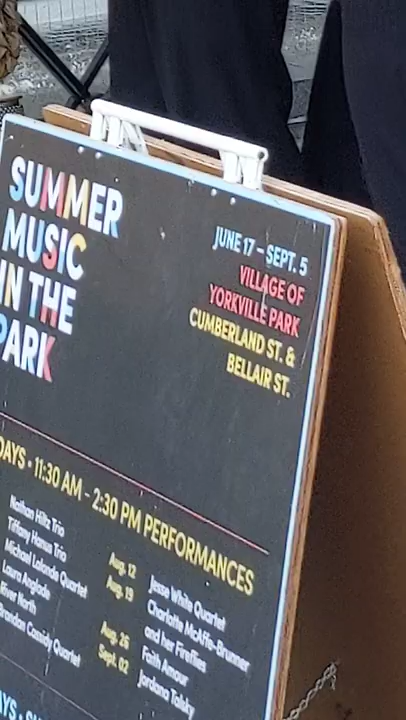 SUMMER
MUSIC
IN THE
PARK
JUNE 17 - SEPT. 5
VILLAGE OF
YORKVILLE PARK
CUMBERLAND ST. &
BELLAIR ST.
DAYS • 11:30 AM - 2:30 PM PERFORMANCES
Nathan Hiltz Trio
Tiffany Hanus Trio
Michael Lalonde Quartet
Laura Anglade
River North
Brandon Cassidy Quartet
Aug. 12 Jesse White Quartet
Aug. 19 Charlotte McAffe-Brunner
and her Fireflies
Aug. 26 Faith Amour
Sept. 02 Jordana Talsky